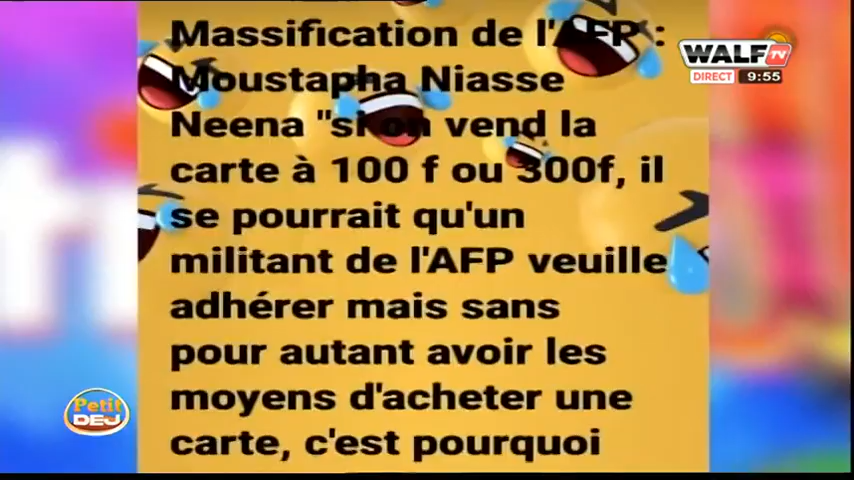 Massification de l'AFP :
Moustapha Niasse
Neena "si on vend la
carte à 100 f ou 300f, il
se pourrait qu'un
militant de l'AFP veuille
adhérer mais sans
pour autant avoir les
moyens d'acheter une
carte, c'est pourquoi
WALF TV
DIRECT 9:55
Petit
DEJ